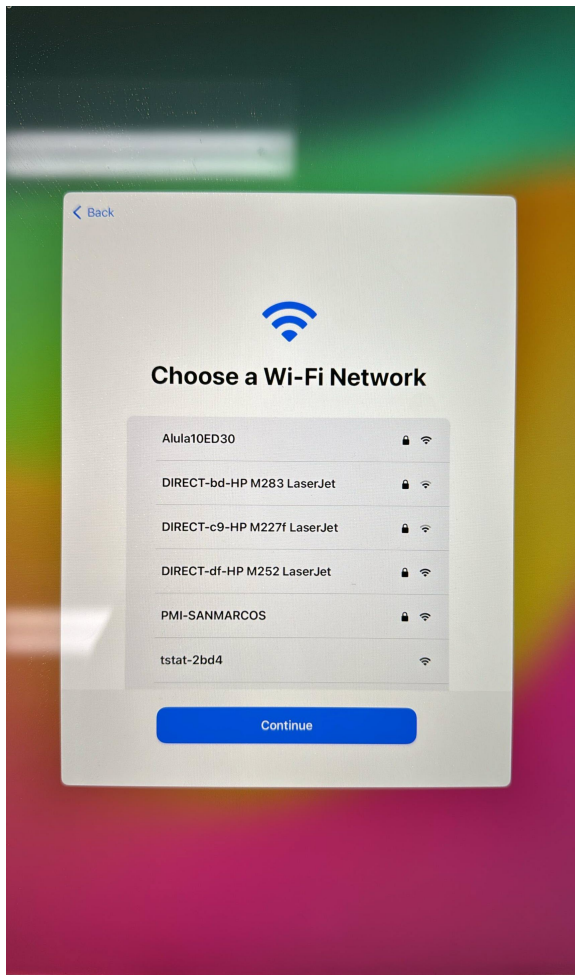 Back
Choose a Wi-Fi Network
Alula10ED30
DIRECT-bd-HP M283 LaserJet
DIRECT-c9-HP M227f LaserJet
DIRECT-df-HP M252 LaserJet
PMI-SANMARCOS
tstat-2bd4
Continue